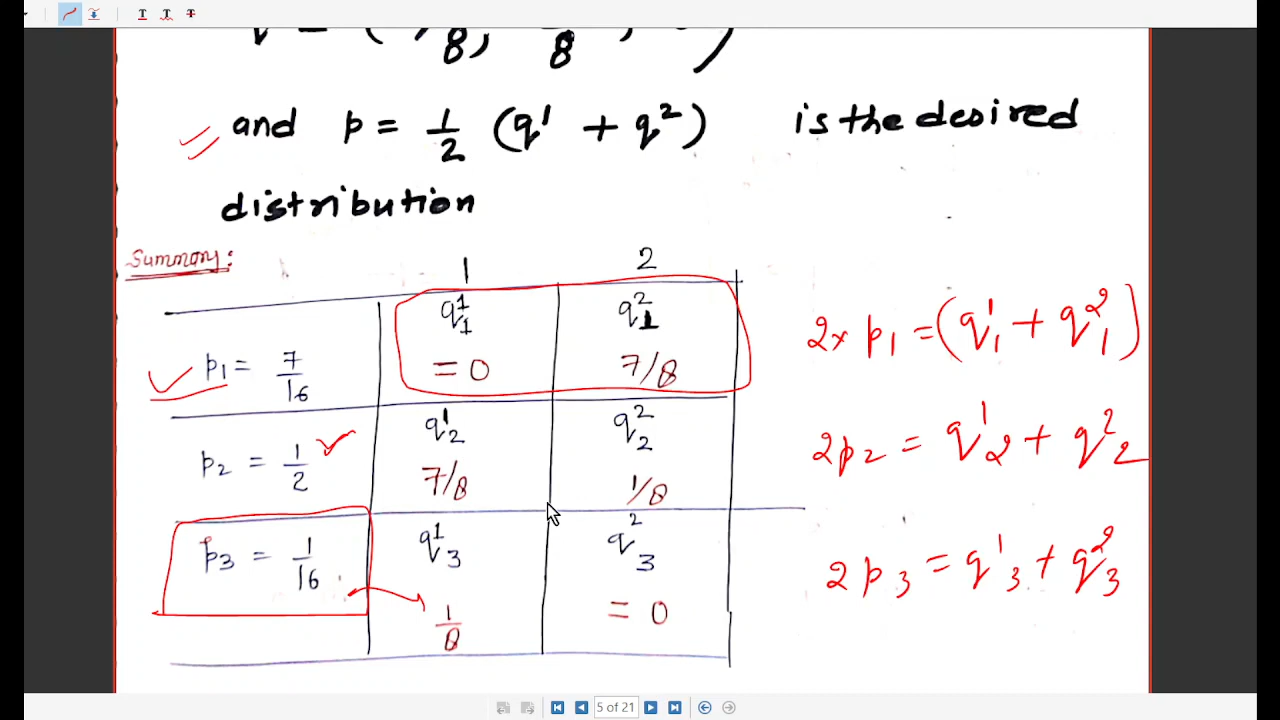 and p = 1/2 (q¹ + q²) is the desired
distribution
Summary:
1 2
q¹₁ q²₁
p₁ = 7/16 = 0 7/8
2 × p₁ = (q¹₁ + q²₁)
q¹₂ q²₂
p₂ = 1/2 7/8 1/8
2p₂ = q¹₂ + q²₂
q¹₃ q²₃
p₃ = 1/16 1/8 = 0
2p₃ = q¹₃ + q²₃
T T T
5 of 21